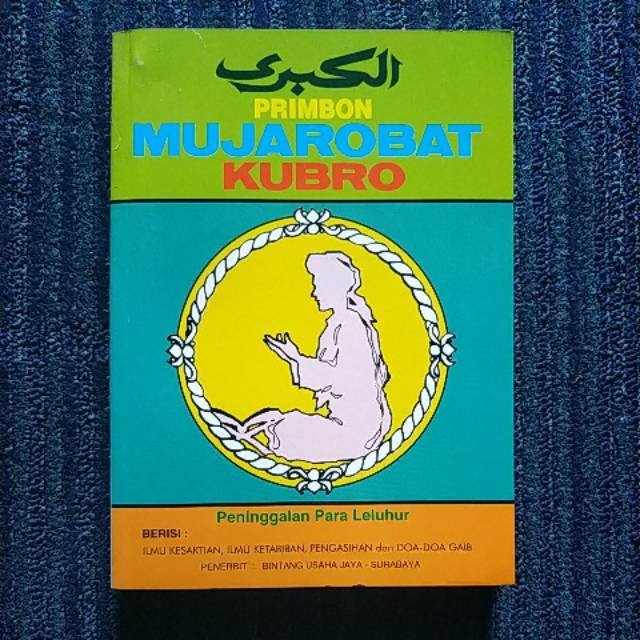 الكبرى
PRIMBON
MUJAROBAT
KUBRO
Peninggalan Para Leluhur
BERISI :
ILMU KESAKTIAN, ILMU KETABIBAN, PENGASIHAN dan DOA-DOA GAIB
PENERBIT : BINTANG USAHA JAYA - SURABAYA